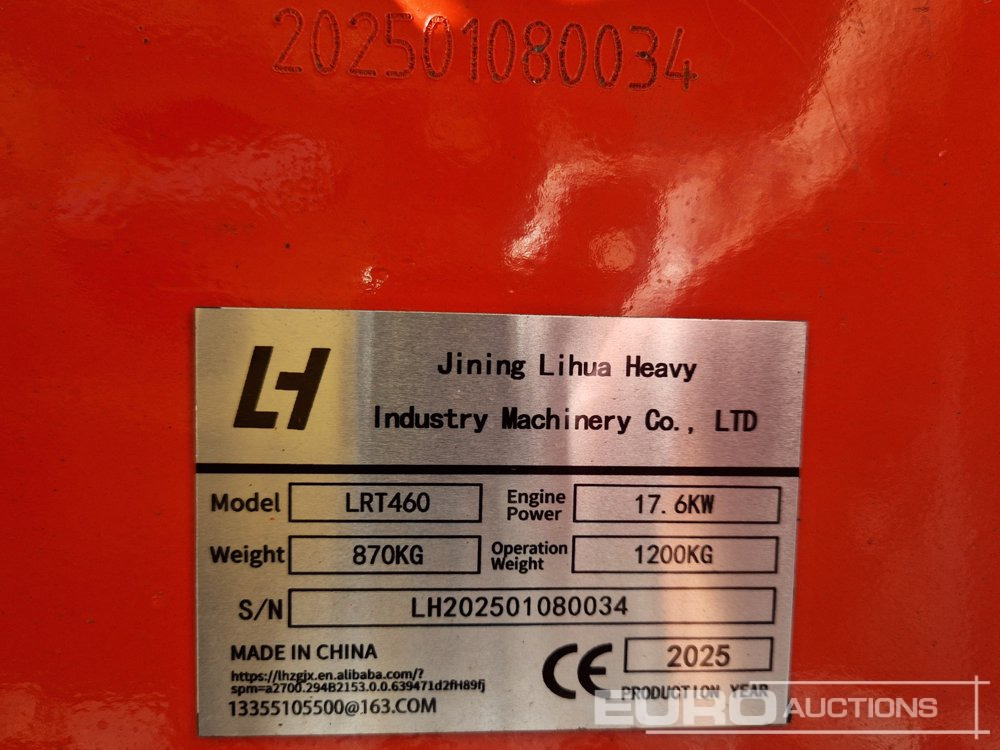 202501080034
LH
Jining Lihua Heavy
Industry Machinery Co., LTD
Model LRT460 Engine Power 17.6KW
Weight 870KG Operation Weight 1200KG
S/N LH202501080034
MADE IN CHINA
https://lhzgjx.en.alibaba.com/?
spm=a2700.29482153.0.0.639471d2fH89fj
13355105500@163.COM
CE 2025
PRODUCTION YEAR
EURO AUCTIONS